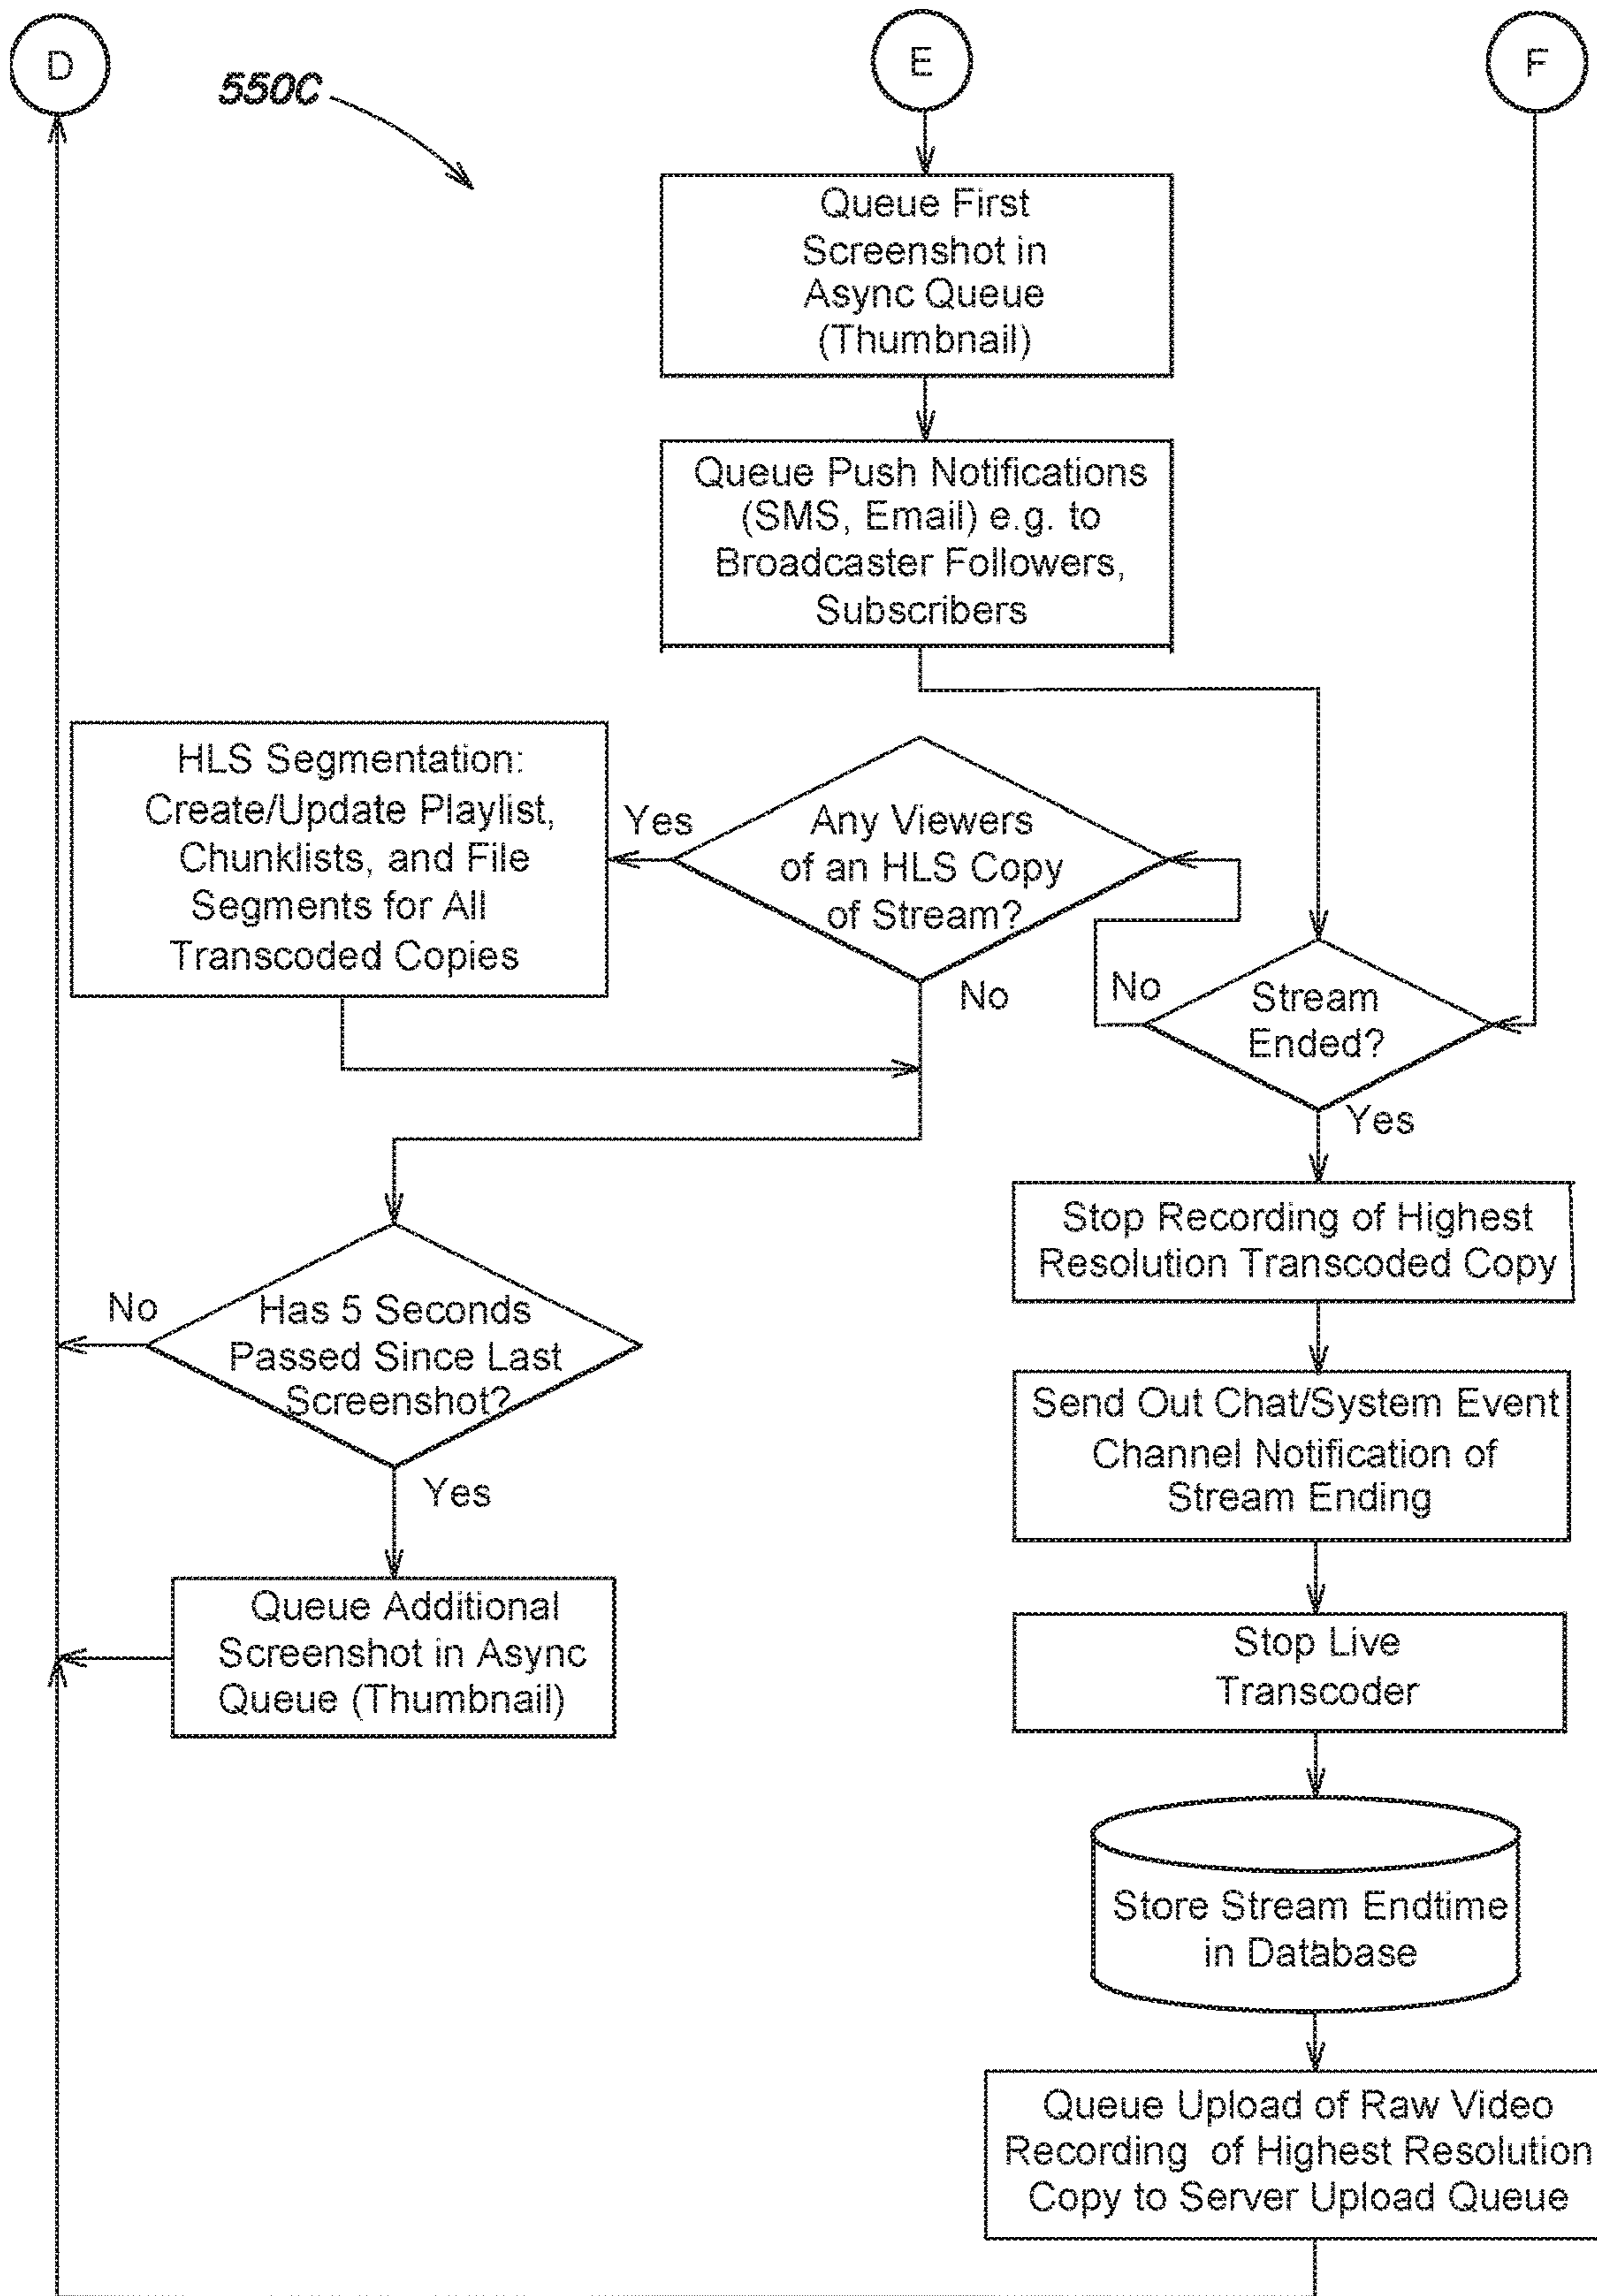 D
550C
E
F
Queue First
Screenshot in
Async Queue
(Thumbnail)
Queue Push Notifications
(SMS, Email) e.g. to
Broadcaster Followers,
Subscribers
HLS Segmentation:
Create/Update Playlist,
Chunklists, and File
Segments for All
Transcoded Copies
Yes
Any Viewers
of an HLS Copy
of Stream?
No
No
Stream
Ended?
Yes
Stop Recording of Highest
Resolution Transcoded Copy
No
Has 5 Seconds
Passed Since Last
Screenshot?
Yes
Send Out Chat/System Event
Channel Notification of
Stream Ending
Queue Additional
Screenshot in Async
Queue (Thumbnail)
Stop Live
Transcoder
Store Stream Endtime
in Database
Queue Upload of Raw Video
Recording of Highest Resolution
Copy to Server Upload Queue